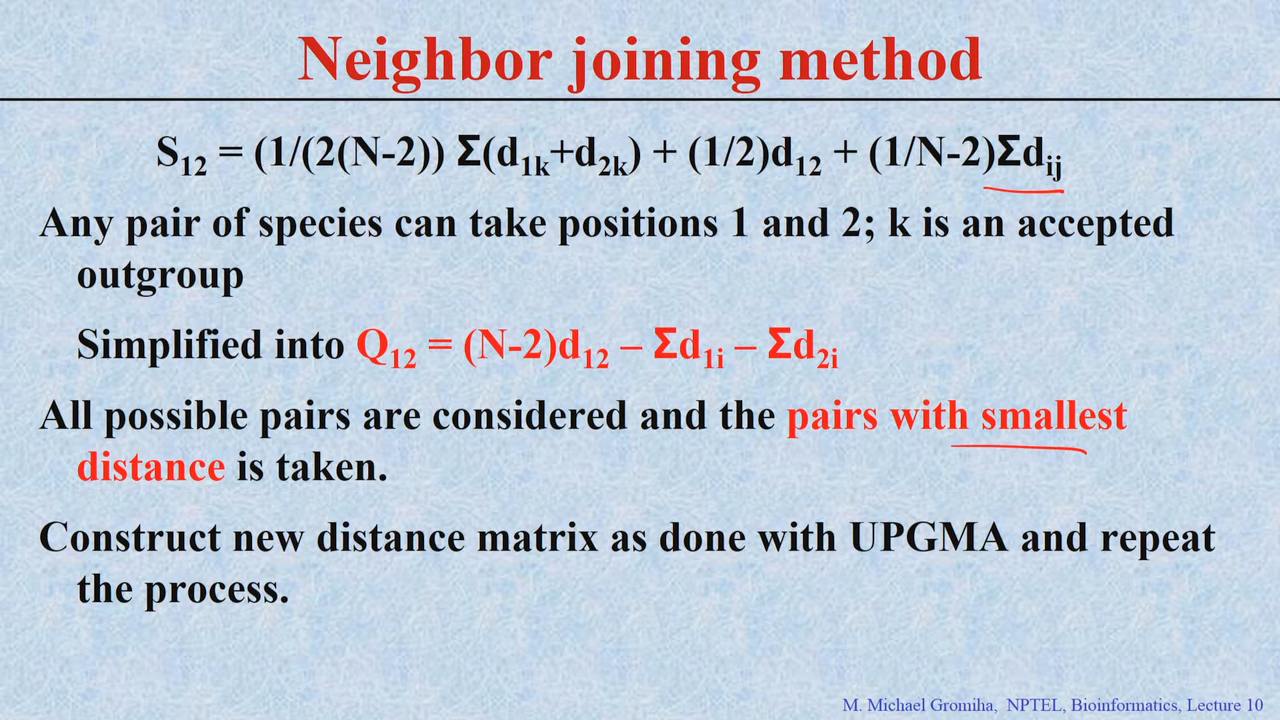 Neighbor joining method
S12 = (1/(2(N-2)) Σ(d1k+d2k) + (1/2)d12 + (1/N-2)Σdij
Any pair of species can take positions 1 and 2; k is an accepted
outgroup
Simplified into Q12 = (N-2)d12 – Σd1i – Σd2i
All possible pairs are considered and the pairs with smallest
distance is taken.
Construct new distance matrix as done with UPGMA and repeat
the process.
M. Michael Gromiha, NPTEL, Bioinformatics, Lecture 10